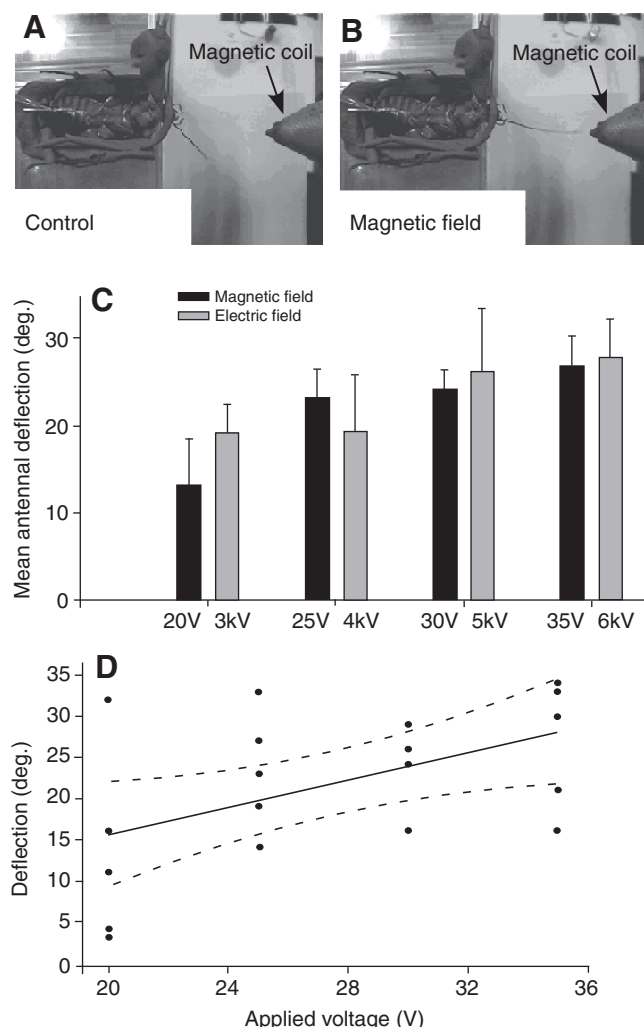 A
Magnetic coil
Control
B
Magnetic coil
Magnetic field
C
Magnetic field
Electric field
Mean antennal deflection (deg.)
30
20
10
0
20V 3kV 25V 4kV 30V 5kV 35V 6kV
D
Deflection (deg.)
35
30
25
20
15
10
5
0
20 24 28 32 36
Applied voltage (V)